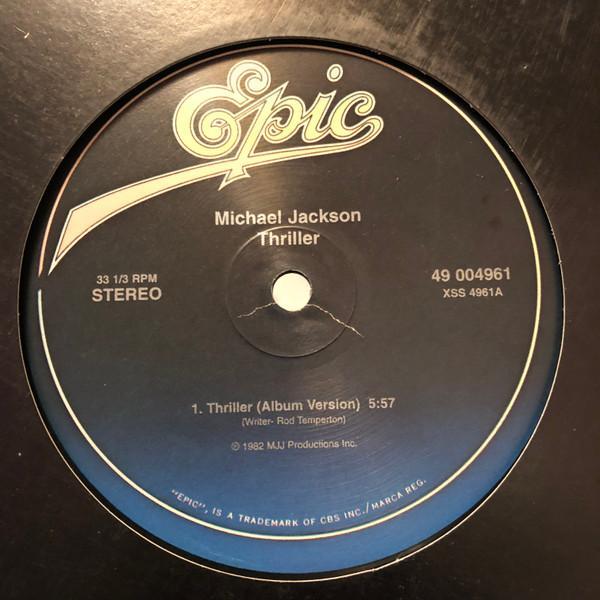 Epic
Michael Jackson
Thriller
33 1/3 RPM
STEREO
49 004961
XSS 4961A
1. Thriller (Album Version) 5:57
(Writer- Rod Temperton)
℗ 1982 MJJ Productions Inc.
"EPIC", IS A TRADEMARK OF CBS INC./MARCA REG.